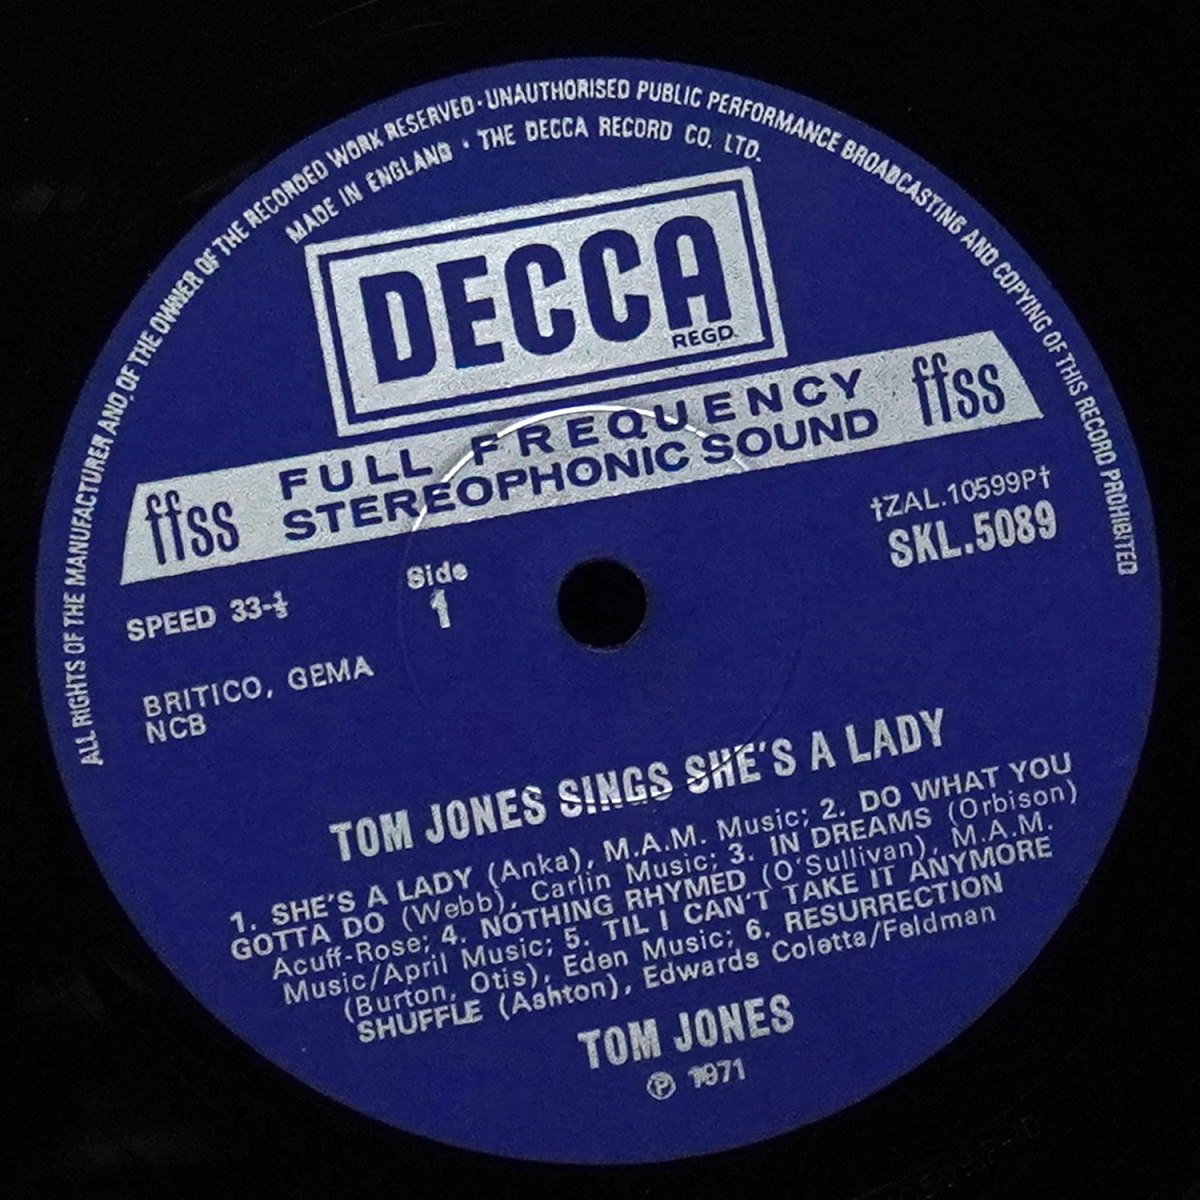 ALL RIGHTS OF THE MANUFACTURER AND OF THE OWNER OF THE RECORDED WORK RESERVED · UNAUTHORISED PUBLIC PERFORMANCE BROADCASTING AND COPYING OF THIS RECORD PROHIBITED
MADE IN ENGLAND · THE DECCA RECORD CO. LTD.
DECCA
REGD.
ffss FULL FREQUENCY ffss
STEREOPHONIC SOUND
†ZAL.10599P†
SKL.5089
Side
1
SPEED 33-⅓
BRITICO, GEMA
NCB
TOM JONES SINGS SHE'S A LADY
1. SHE'S A LADY (Anka), M.A.M. Music; 2. DO WHAT YOU
GOTTA DO (Webb), Carlin Music; 3. IN DREAMS (Orbison)
Acuff-Rose; 4. NOTHING RHYMED (O'Sullivan), M.A.M.
Music/April Music; 5. TIL I CAN'T TAKE IT ANYMORE
(Burton, Otis), Eden Music; 6. RESURRECTION
SHUFFLE (Ashton), Edwards Coletta/Feldman
TOM JONES
℗ 1971